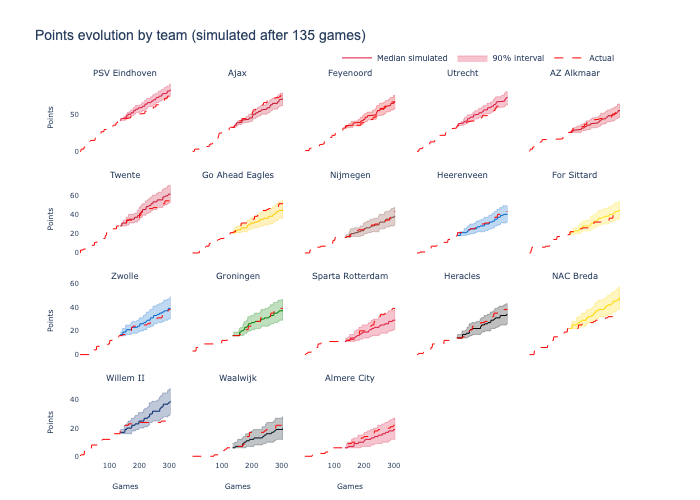 Points evolution by team (simulated after 135 games)
Median simulated 90% interval Actual
PSV Eindhoven Ajax Feyenoord Utrecht AZ Alkmaar
Points
50
0
Twente Go Ahead Eagles Nijmegen Heerenveen For Sittard
Points
60
40
20
0
Zwolle Groningen Sparta Rotterdam Heracles NAC Breda
Points
60
40
20
0
Willem II Waalwijk Almere City
Points
40
20
0
100 200 300 100 200 300 100 200 300
Games Games Games